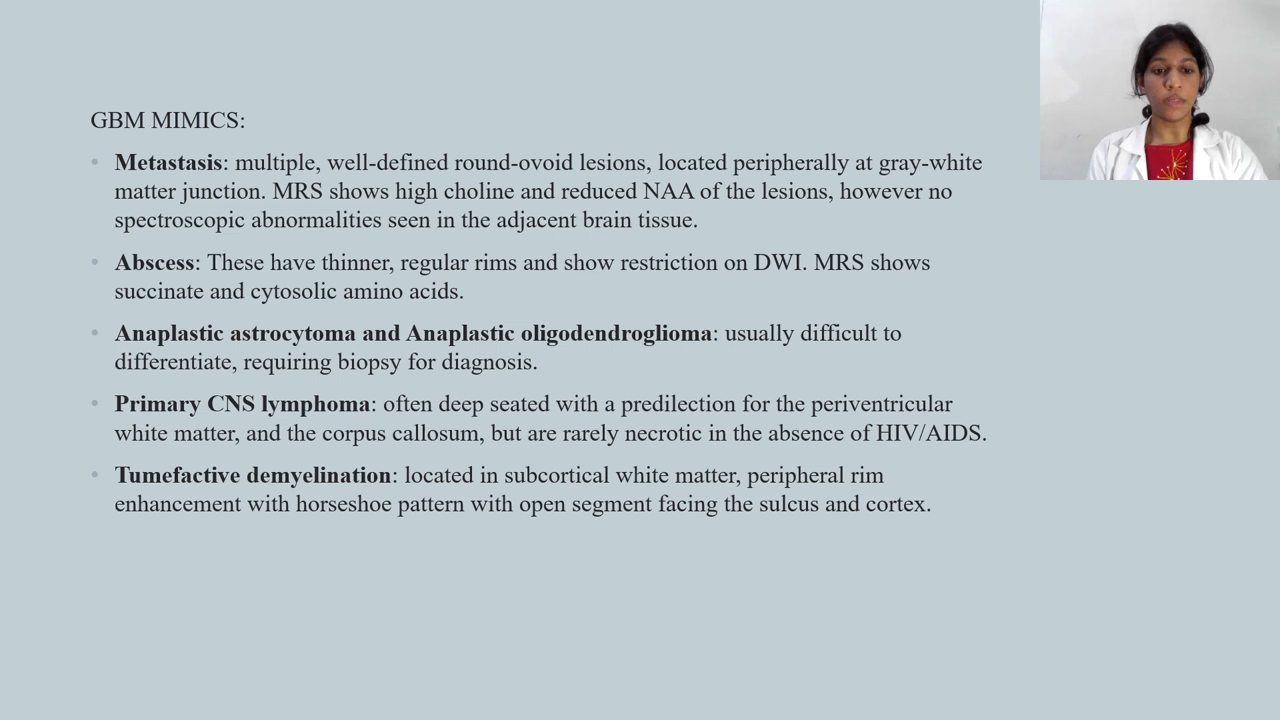 GBM MIMICS:
• Metastasis: multiple, well-defined round-ovoid lesions, located peripherally at gray-white
matter junction. MRS shows high choline and reduced NAA of the lesions, however no
spectroscopic abnormalities seen in the adjacent brain tissue.
• Abscess: These have thinner, regular rims and show restriction on DWI. MRS shows
succinate and cytosolic amino acids.
• Anaplastic astrocytoma and Anaplastic oligodendroglioma: usually difficult to
differentiate, requiring biopsy for diagnosis.
• Primary CNS lymphoma: often deep seated with a predilection for the periventricular
white matter, and the corpus callosum, but are rarely necrotic in the absence of HIV/AIDS.
• Tumefactive demyelination: located in subcortical white matter, peripheral rim
enhancement with horseshoe pattern with open segment facing the sulcus and cortex.